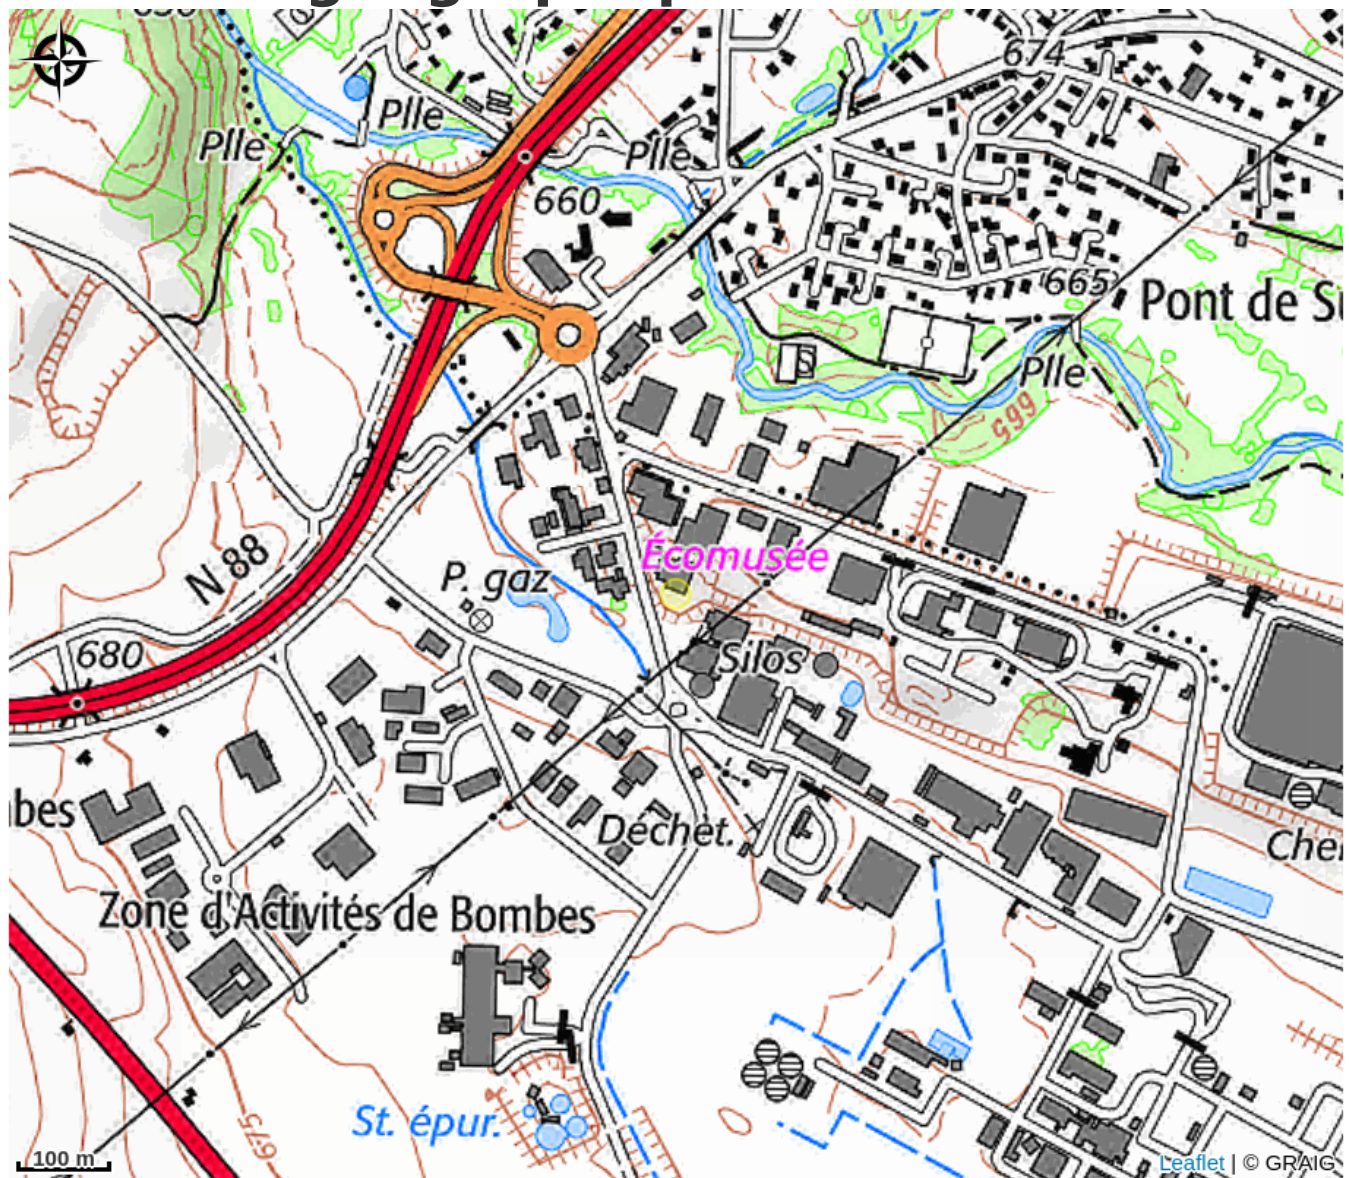 674
Plle
Plle
Plle
660
665
Pont de Su
Plle
665
N 88
Écomusée
P. gaz
680
Silos
bes
Déchet.
Cher
Zone d'Activités de Bombes
St. épur.
675
100 m
Leaflet | © GRAIG